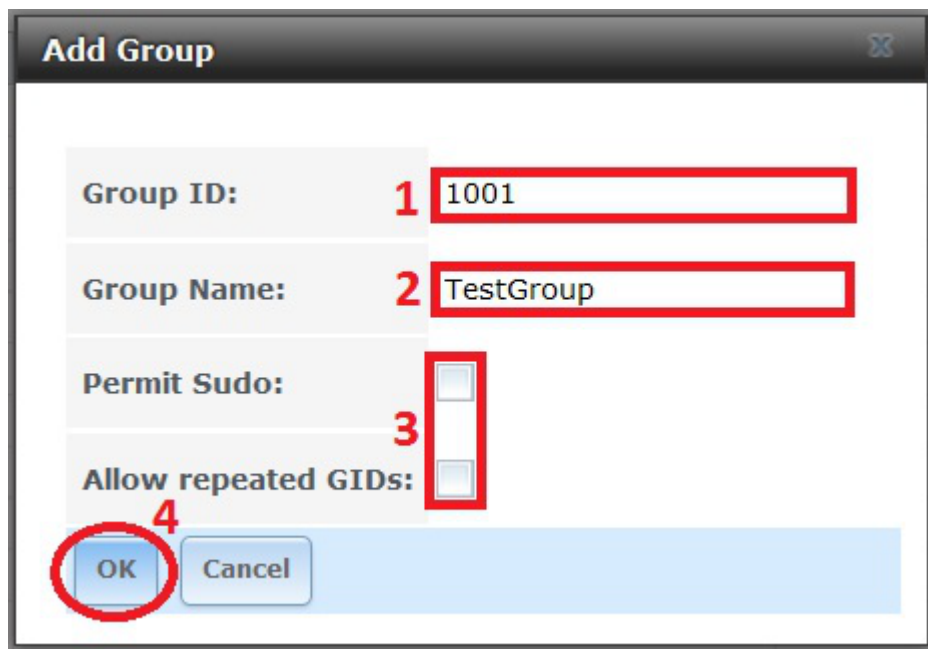 Add Group
Group ID: 1 1001
Group Name: 2 TestGroup
Permit Sudo:
3
Allow repeated GIDs:
4
OK Cancel